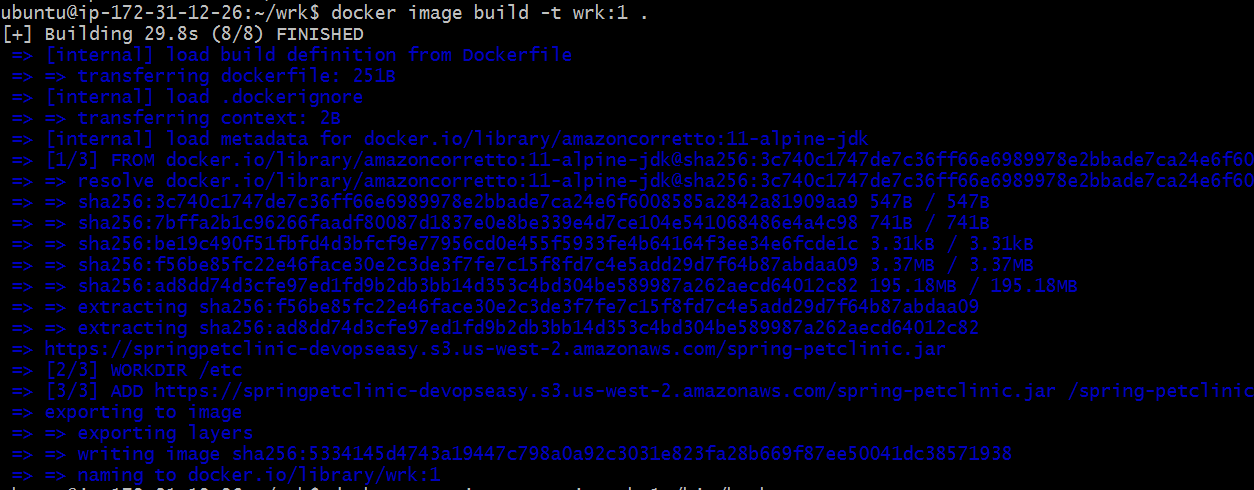 ubuntu@ip-172-31-12-26:~/wrk$ docker image build -t wrk:1 .
[+] Building 29.8s (8/8) FINISHED
=> [internal] load build definition from Dockerfile
=> => transferring dockerfile: 251B
=> [internal] load .dockerignore
=> => transferring context: 2B
=> [internal] load metadata for docker.io/library/amazoncorretto:11-alpine-jdk
=> [1/3] FROM docker.io/library/amazoncorretto:11-alpine-jdk@sha256:3c740c1747de7c36ff66e6989978e2bbade7ca24e6f60
=> => resolve docker.io/library/amazoncorretto:11-alpine-jdk@sha256:3c740c1747de7c36ff66e6989978e2bbade7ca24e6f60
=> => sha256:3c740c1747de7c36ff66e6989978e2bbade7ca24e6f6008585a2842a81909aa9 547B / 547B
=> => sha256:7bffa2b1c96266faadf80087d1837e0e8be339e4d7ce104e541068486e4a4c98 741B / 741B
=> => sha256:be19c490f51fbfd4d3bfcf9e77956cd0e455f5933fe4b64164f3ee34e6fcde1c 3.31kB / 3.31kB
=> => sha256:f56be85fc22e46face30e2c3de3f7fe7c15f8fd7c4e5add29d7f64b87abdaa09 3.37MB / 3.37MB
=> => sha256:ad8dd74d3cfe97ed1fd9b2db3bb14d353c4bd304be589987a262aecd64012c82 195.18MB / 195.18MB
=> => extracting sha256:f56be85fc22e46face30e2c3de3f7fe7c15f8fd7c4e5add29d7f64b87abdaa09
=> => extracting sha256:ad8dd74d3cfe97ed1fd9b2db3bb14d353c4bd304be589987a262aecd64012c82
=> https://springpetclinic-devopseasy.s3.us-west-2.amazonaws.com/spring-petclinic.jar
=> [2/3] WORKDIR /etc
=> [3/3] ADD https://springpetclinic-devopseasy.s3.us-west-2.amazonaws.com/spring-petclinic.jar /spring-petclinic
=> exporting to image
=> => exporting layers
=> => writing image sha256:5334145d4743a19447c798a0a92c3031e823fa28b669f87ee50041dc38571938
=> => naming to docker.io/library/wrk:1